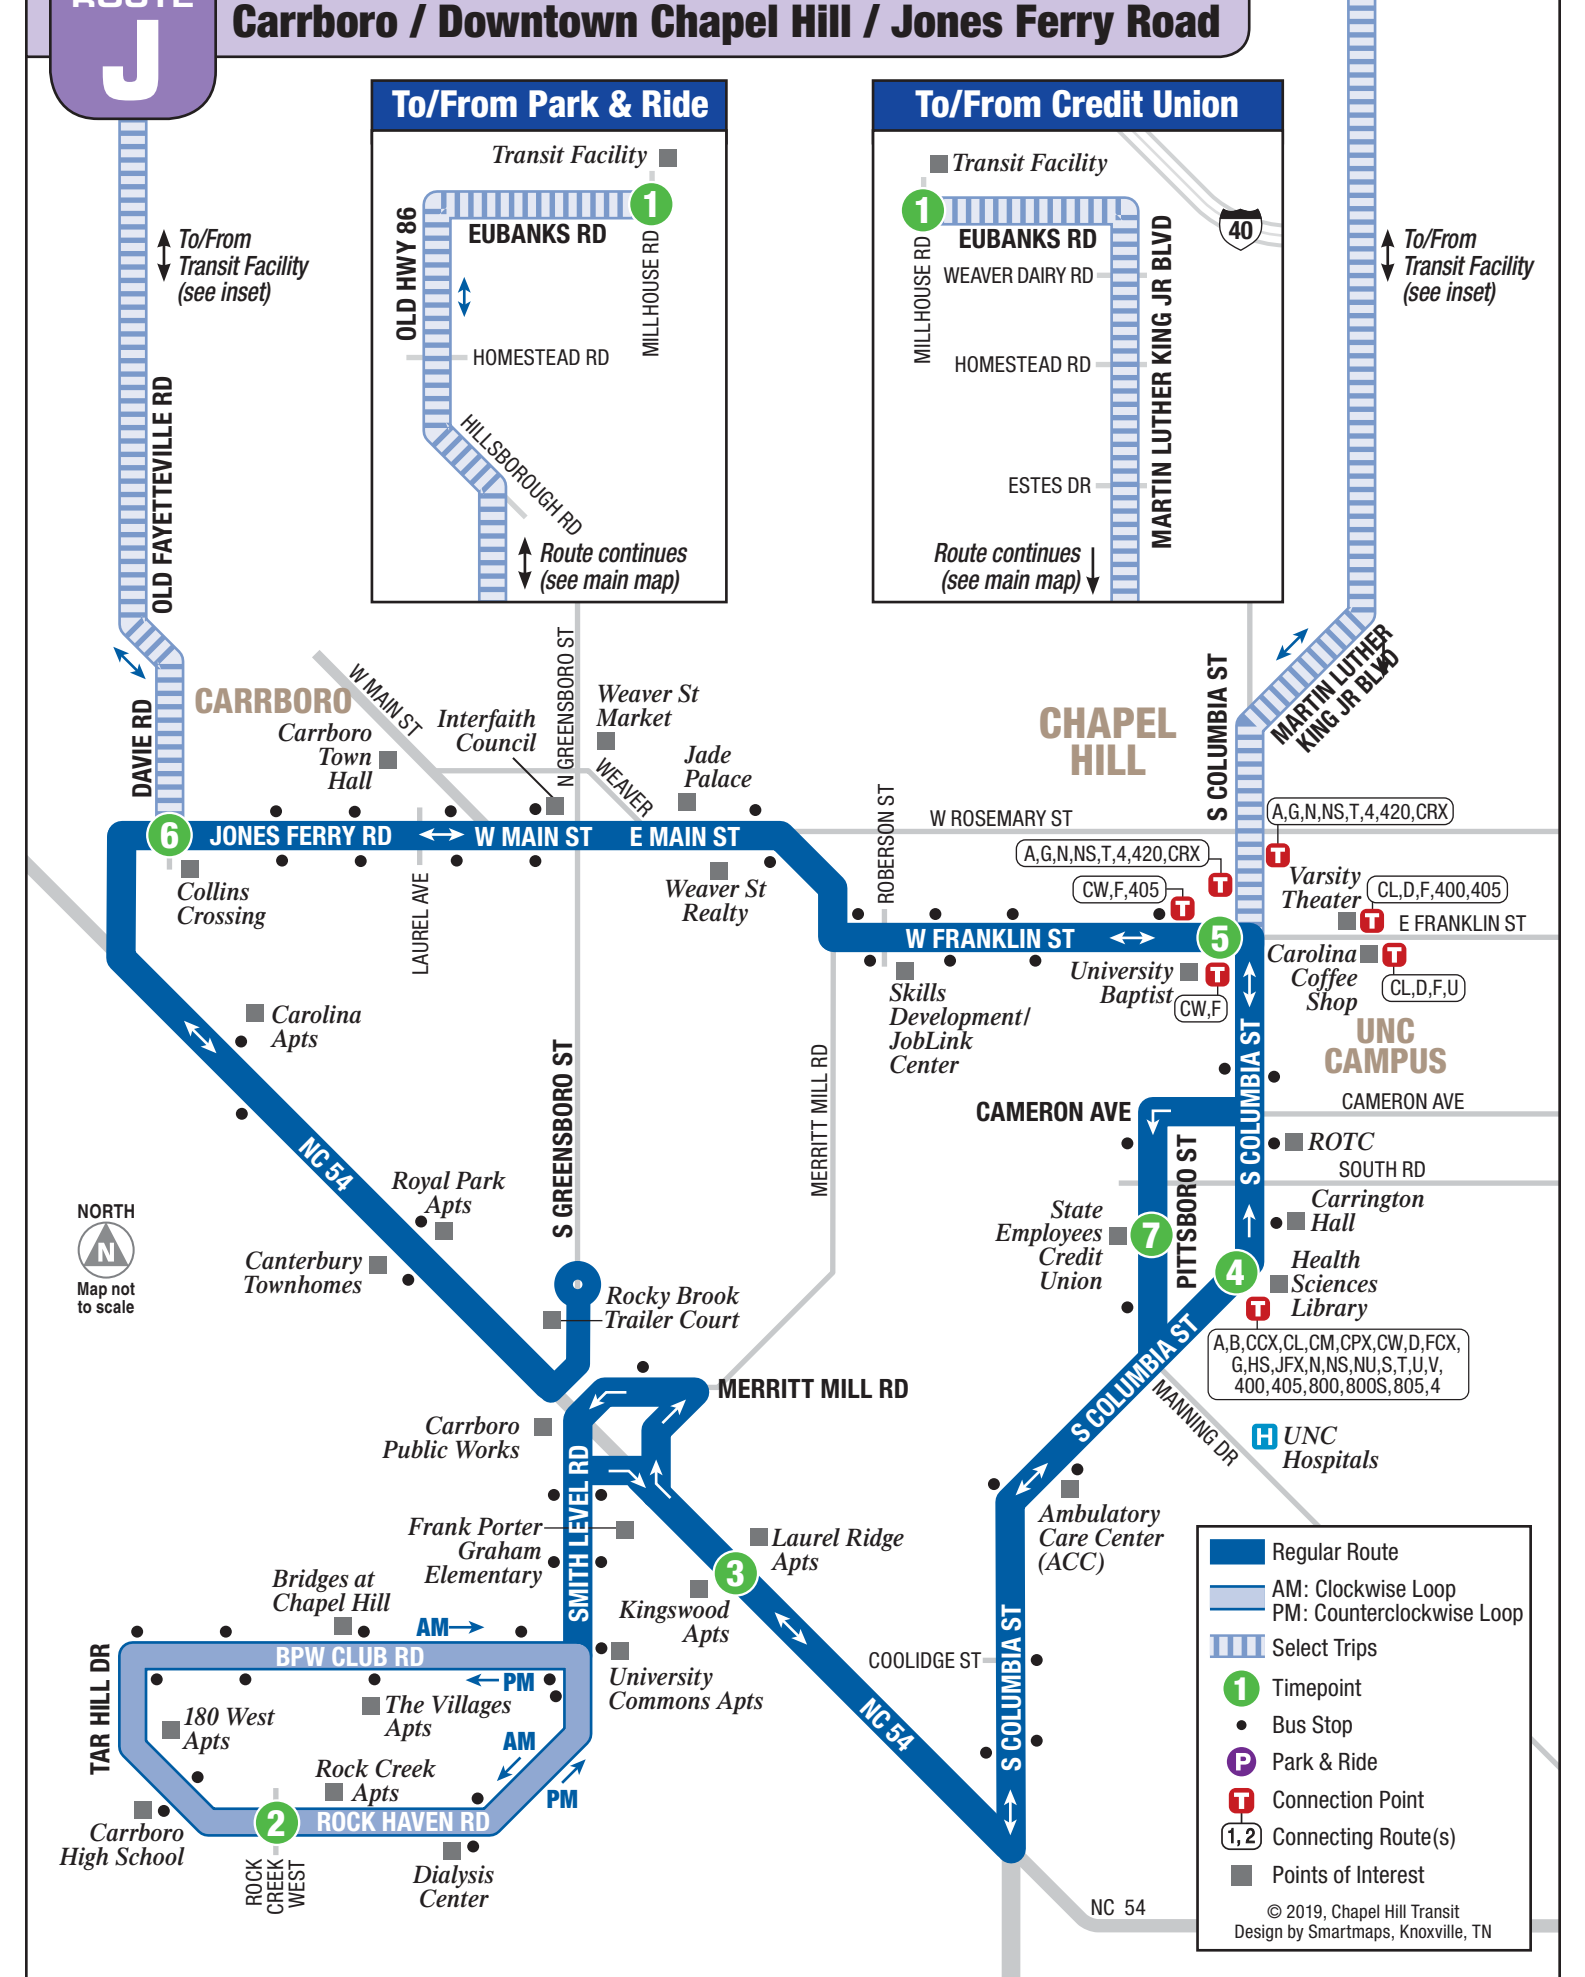 ROUTE
J
Carrboro / Downtown Chapel Hill / Jones Ferry Road
To/From Park & Ride
Transit Facility
1
EUBANKS RD
OLD HWY 86
MILLHOUSE RD
HOMESTEAD RD
HILLSBOROUGH RD
Route continues
(see main map)
To/From Credit Union
Transit Facility
1
EUBANKS RD
40
MILLHOUSE RD
WEAVER DAIRY RD
HOMESTEAD RD
ESTES DR
MARTIN LUTHER KING JR BLVD
Route continues
(see main map)
To/From
Transit Facility
(see inset)
To/From
Transit Facility
(see inset)
OLD FAYETTEVILLE RD
DAVIE RD
CARRBORO
W MAIN ST
Carrboro
Town
Hall
Interfaith
Council
N GREENSBORO ST
Weaver St
Market
WEAVER
Jade
Palace
CHAPEL
HILL
S COLUMBIA ST
MARTIN LUTHER
KING JR BLVD
ROBERSON ST
W ROSEMARY ST
A,G,N,NS,T,4,420,CRX
T
A,G,N,NS,T,4,420,CRX
T
CW,F,405
T
6
JONES FERRY RD
W MAIN ST
E MAIN ST
Collins
Crossing
LAUREL AVE
Weaver St
Realty
Varsity
Theater
CL,D,F,400,405
T
E FRANKLIN ST
W FRANKLIN ST
5
University
Baptist
T
CW,F
Carolina
Coffee
Shop
T
CL,D,F,U
Skills
Development/
JobLink
Center
UNC
CAMPUS
Carolina
Apts
NC 54
S GREENSBORO ST
MERRITT MILL RD
S COLUMBIA ST
CAMERON AVE
CAMERON AVE
ROTC
SOUTH RD
PITTSBORO ST
Royal Park
Apts
Canterbury
Townhomes
NORTH
N
Map not
to scale
State
Employees
Credit
Union
7
Carrington
Hall
4
Health
Sciences
Library
T
A,B,CCX,CL,CM,CPX,CW,D,FCX,
G,HS,JFX,N,NS,NU,S,T,U,V,
400,405,800,800S,805,4
Rocky Brook
Trailer Court
MERRITT MILL RD
S COLUMBIA ST
MANNING DR
H
UNC
Hospitals
Carrboro
Public Works
SMITH LEVEL RD
Ambulatory
Care Center
(ACC)
Frank Porter
Graham
Elementary
3
Laurel Ridge
Apts
Kingswood
Apts
Bridges at
Chapel Hill
AM
BPW CLUB RD
PM
TAR HILL DR
180 West
Apts
The Villages
Apts
University
Commons Apts
AM
PM
Rock Creek
Apts
2
ROCK HAVEN RD
Carrboro
High School
ROCK
CREEK
WEST
Dialysis
Center
NC 54
COOLIDGE ST
S COLUMBIA ST
NC 54
Regular Route
AM: Clockwise Loop
PM: Counterclockwise Loop
Select Trips
1
Timepoint
Bus Stop
P
Park & Ride
T
Connection Point
1, 2
Connecting Route(s)
Points of Interest
© 2019, Chapel Hill Transit
Design by Smartmaps, Knoxville, TN